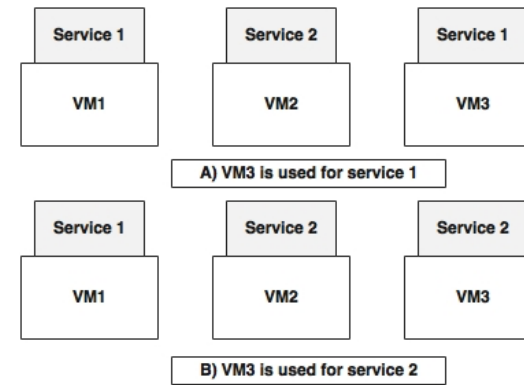 Service 1 Service 2 Service 1
VM1 VM2 VM3
A) VM3 is used for service 1
Service 1 Service 2 Service 2
VM1 VM2 VM3
B) VM3 is used for service 2